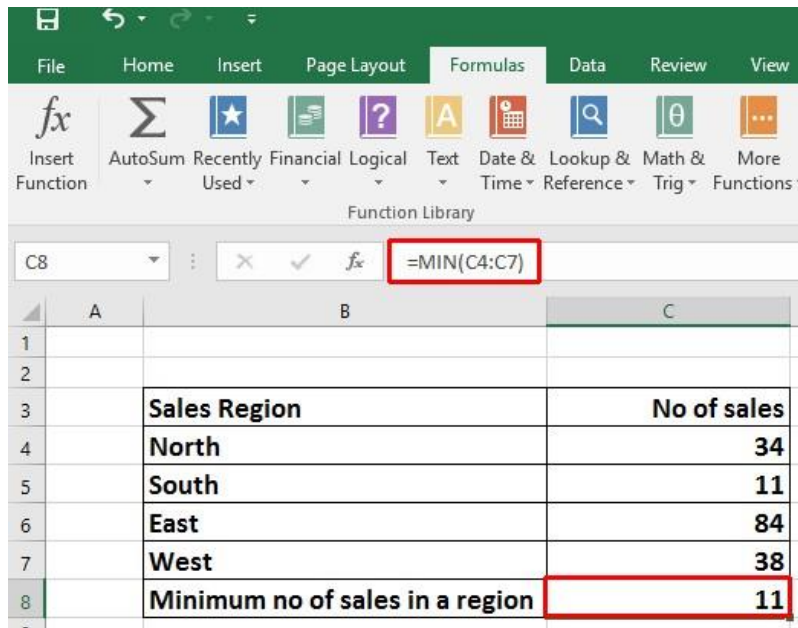 File Home Insert Page Layout Formulas Data Review View
fx Σ ? A θ
Insert AutoSum Recently Financial Logical Text Date & Lookup & Math & More
Function Used Time Reference Trig Functions
Function Library
C8 fx =MIN(C4:C7)
A B C
1
2
3 Sales Region No of sales
4 North 34
5 South 11
6 East 84
7 West 38
8 Minimum no of sales in a region 11